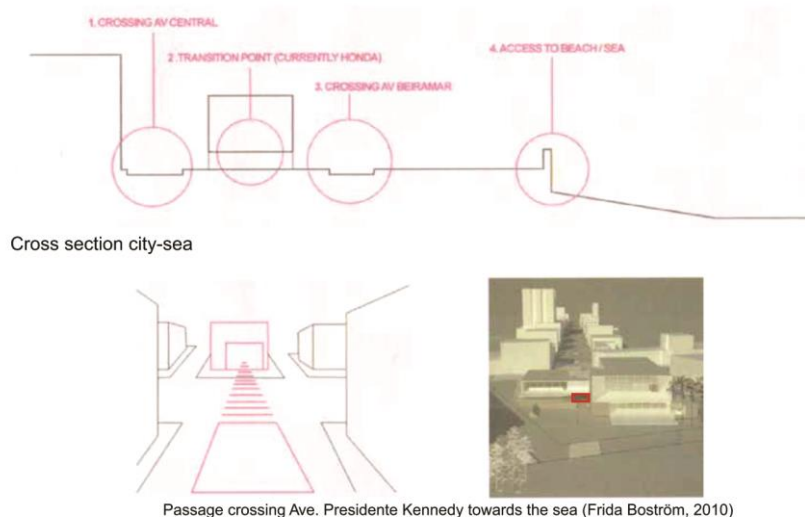 1. CROSSING AV CENTRAL
2. TRANSITION POINT (CURRENTLY HONDA)
3. CROSSING AV BEIRAMAR
4. ACCESS TO BEACH / SEA
Cross section city-sea
Passage crossing Ave. Presidente Kennedy towards the sea (Frida Boström, 2010)